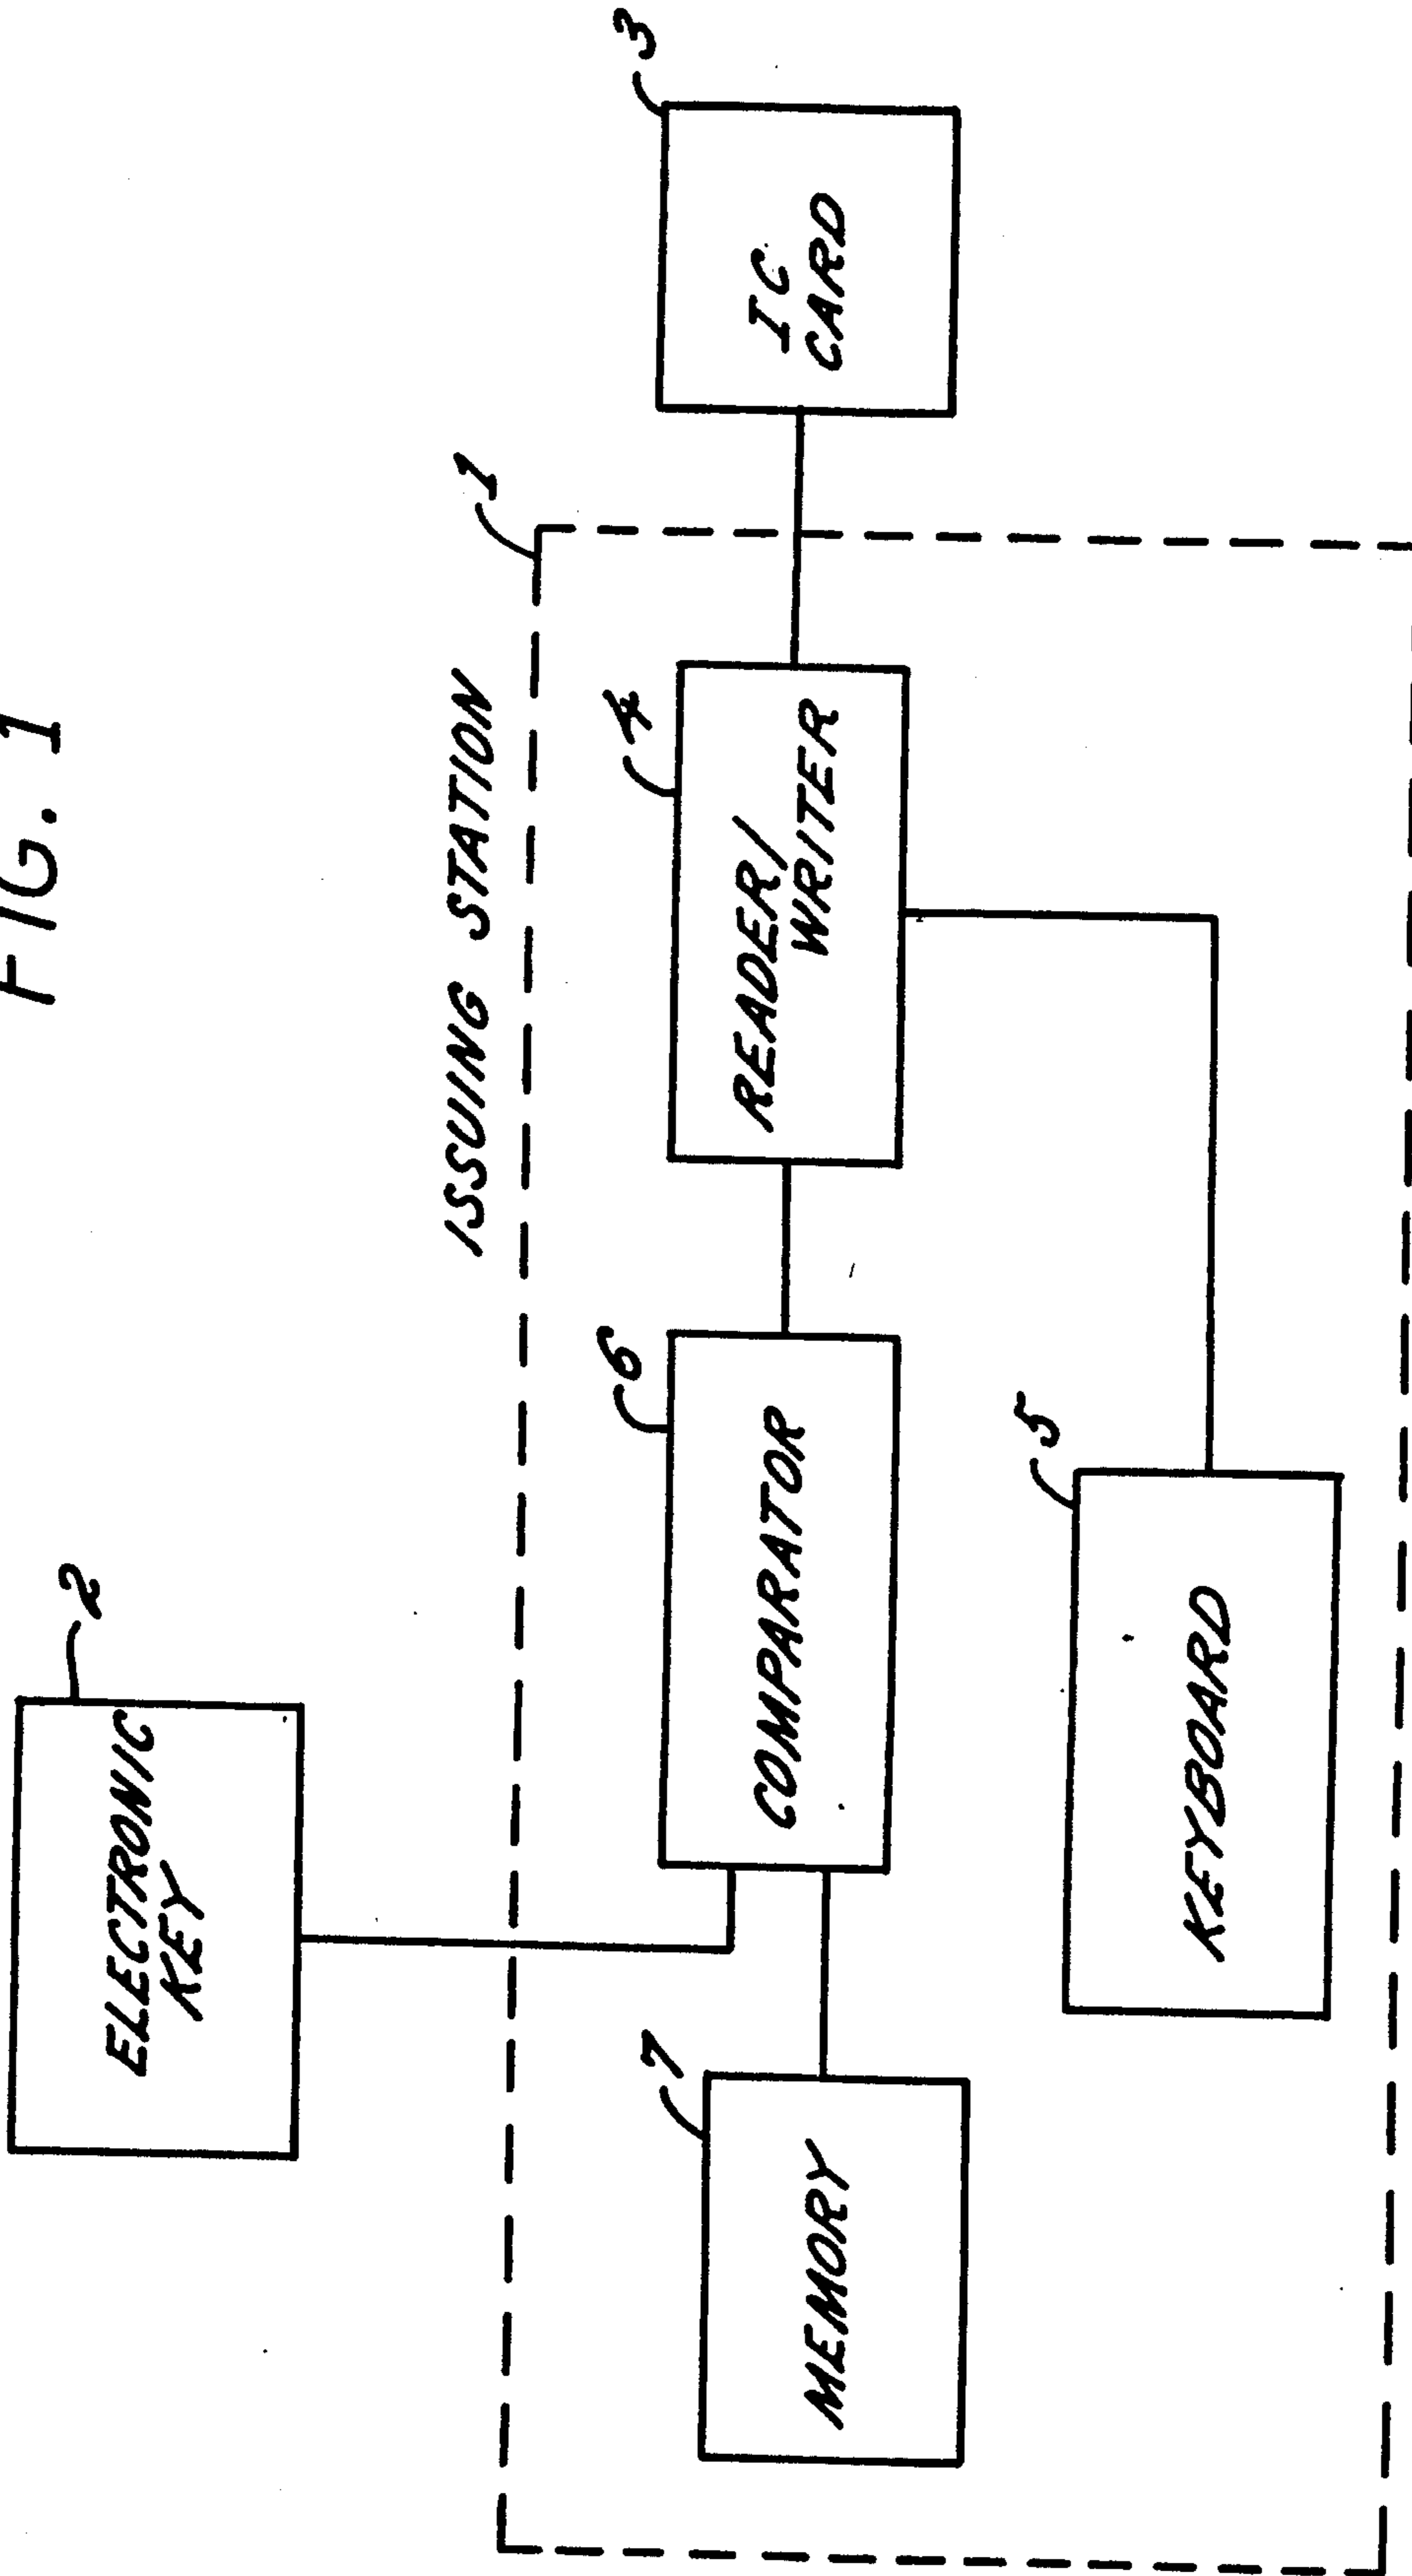 FIG. 1
ELECTRONIC
KEY
2
ISSUING STATION
1
MEMORY
7
COMPARATOR
6
READER/
WRITER
4
IC
CARD
3
KEYBOARD
5